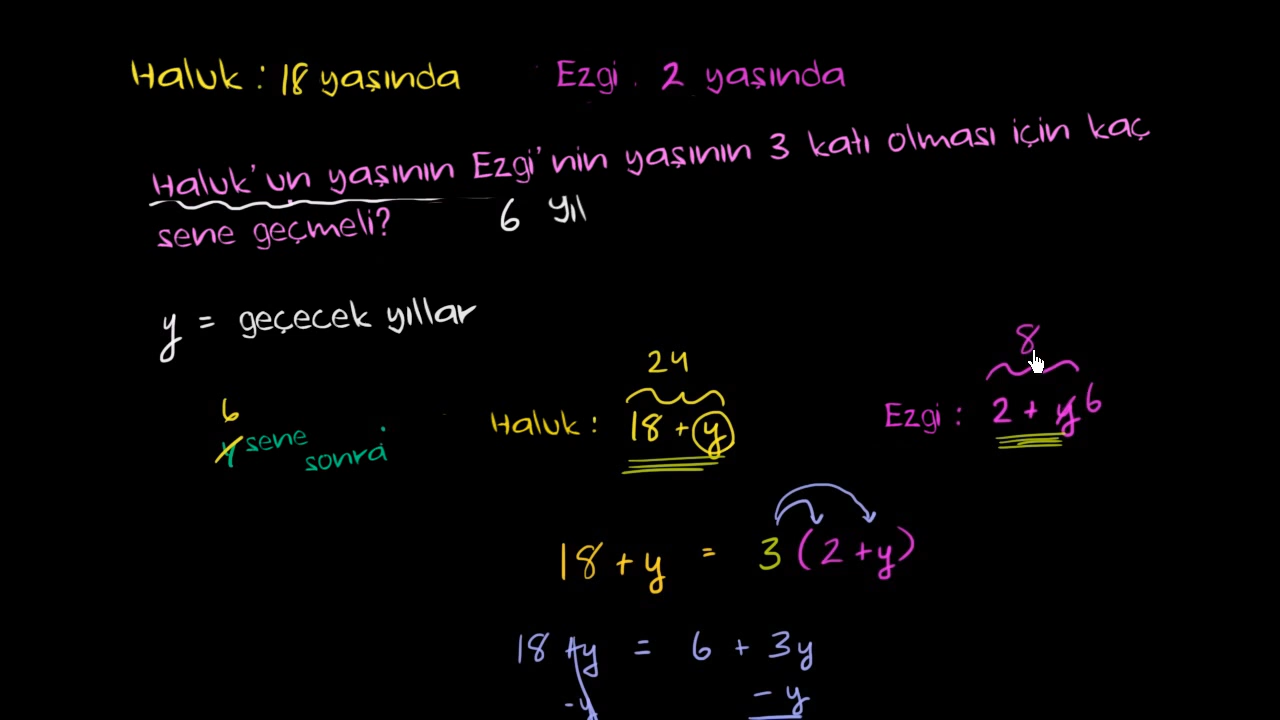 Haluk : 18 yaşında Ezgi : 2 yaşında
Haluk'un yaşının Ezgi'nin yaşının 3 katı olması için kaç
sene geçmeli? 6 yıl
y = geçecek yıllar
24 8
6
Haluk : 18 + y Ezgi : 2 + y 6
y sene
sonra
18 + y = 3 (2 + y)
18 + y = 6 + 3y
-y - y